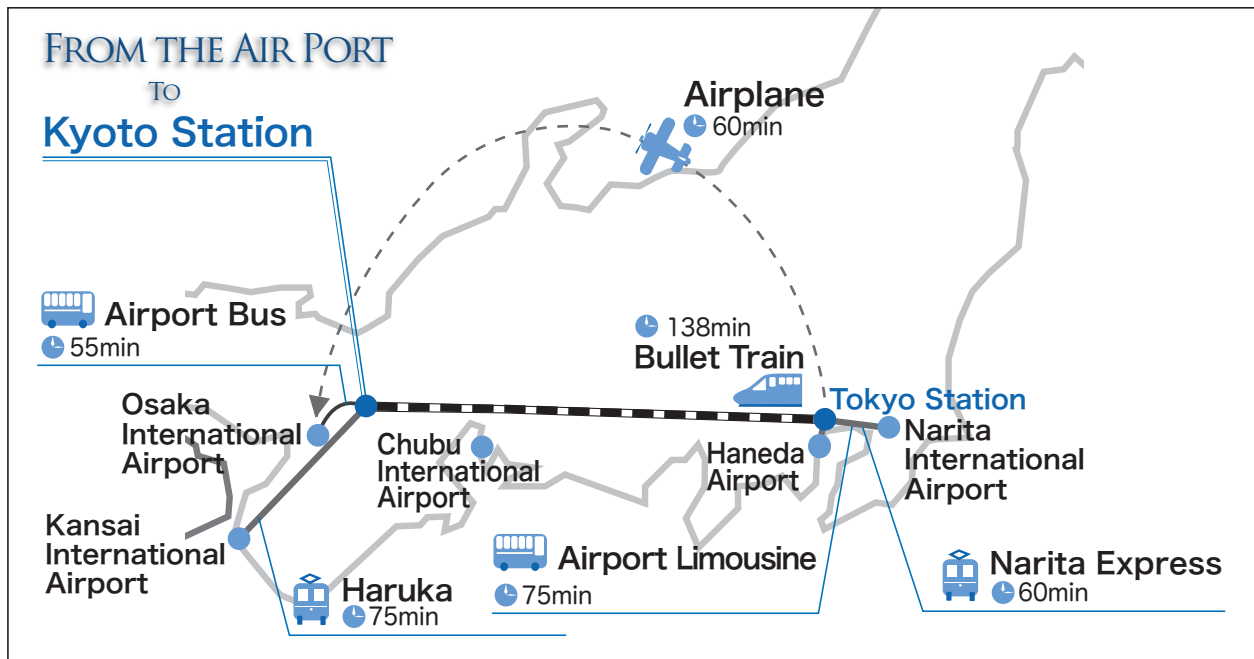 FROM THE AIR PORT
TO
Kyoto Station
Airplane
60min
Airport Bus
55min
138min
Bullet Train
Tokyo Station
Osaka
International
Airport
Chubu
International
Airport
Haneda
Airport
Narita
International
Airport
Kansai
International
Airport
Haruka
75min
Airport Limousine
75min
Narita Express
60min